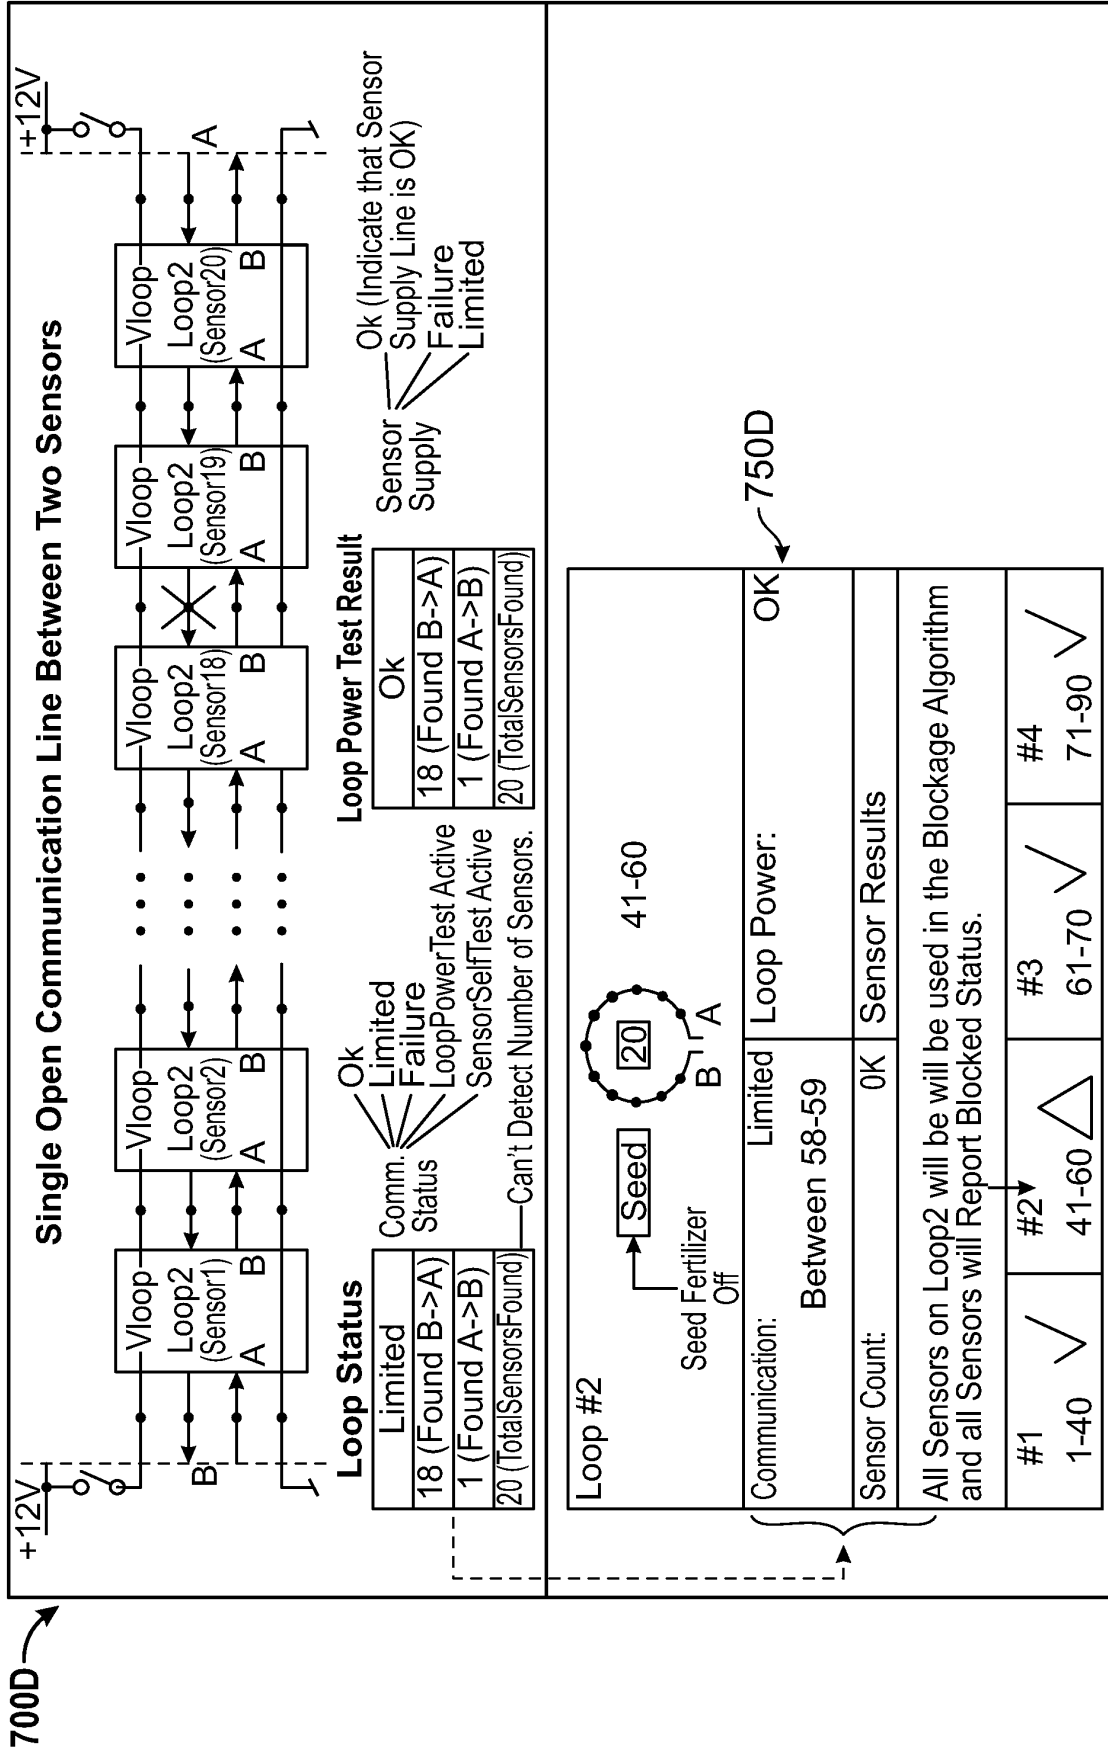 700D
Single Open Communication Line Between Two Sensors
+12V
+12V
B
Vloop
Loop2
(Sensor1)
A
B
Vloop
Loop2
(Sensor2)
A
B
Vloop
Loop2
(Sensor18)
A
B
Vloop
Loop2
(Sensor19)
A
B
Vloop
Loop2
(Sensor20)
A
B
A
Loop Status
Limited
18 (Found B->A)
1 (Found A->B)
20 (TotalSensorsFound)
Comm.
Status
Ok
Limited
Failure
LoopPowerTest Active
SensorSelfTest Active
Can't Detect Number of Sensors.
Loop Power Test Result
Ok
18 (Found B->A)
1 (Found A->B)
20 (TotalSensorsFound)
Sensor
Supply
Ok (Indicate that Sensor
Supply Line is OK)
Failure
Limited
750D
Loop #2
Seed Fertilizer
Off
Seed
20
B A
41-60
Communication: Limited
Between 58-59
Loop Power: OK
Sensor Count: 0K
Sensor Results
All Sensors on Loop2 will be will be used in the Blockage Algorithm
and all Sensors will Report Blocked Status.
#1
1-40
#2
41-60
#3
61-70
#4
71-90